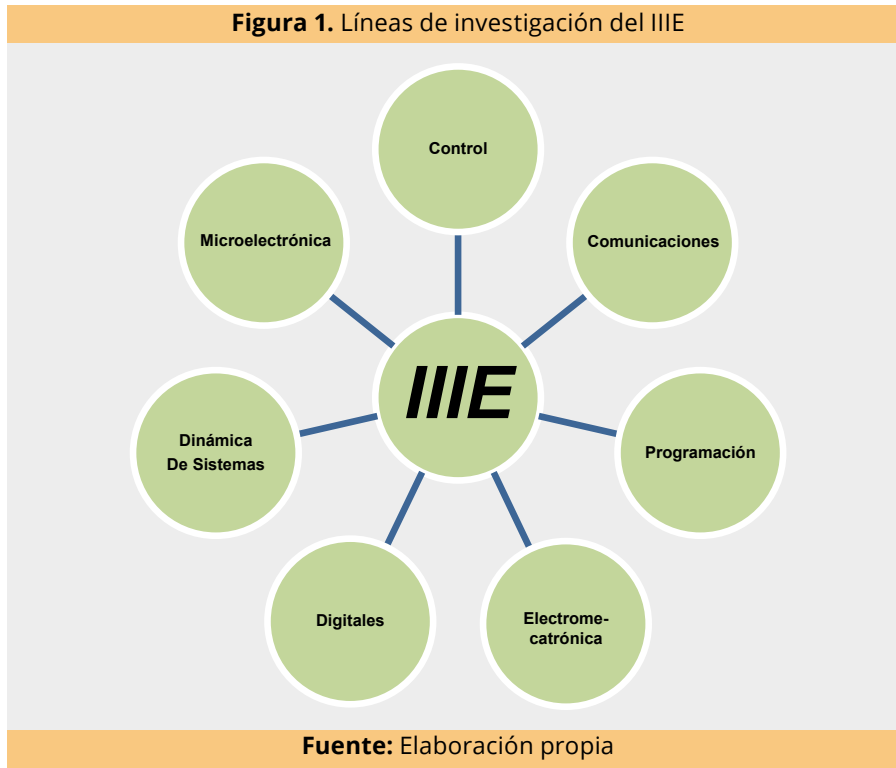 Figura 1. Líneas de investigación del IIIE
Control
Microelectrónica
Comunicaciones
IIIE
Dinámica
De Sistemas
Programación
Digitales
Electrome-
catrónica
Fuente: Elaboración propia